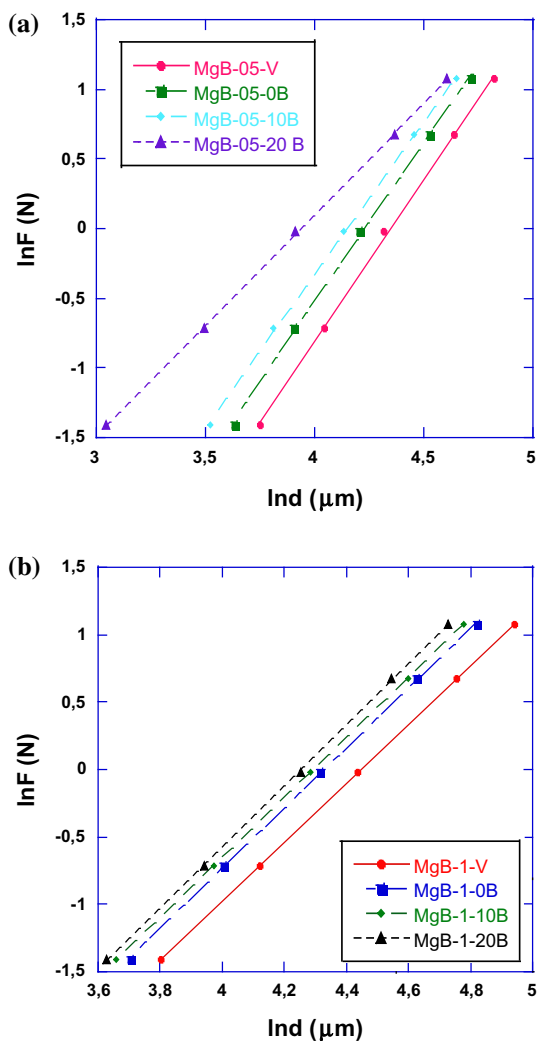 (a)
MgB-05-V
MgB-05-0B
MgB-05-10B
MgB-05-20 B
1,5
1
0,5
0
-0,5
-1
-1,5
lnF (N)
3
3,5
4
4,5
5
lnd (μm)
(b)
1,5
1
0,5
0
-0,5
-1
-1,5
lnF (N)
MgB-1-V
MgB-1-0B
MgB-1-10B
MgB-1-20B
3,6
3,8
4
4,2
4,4
4,6
4,8
5
lnd (μm)